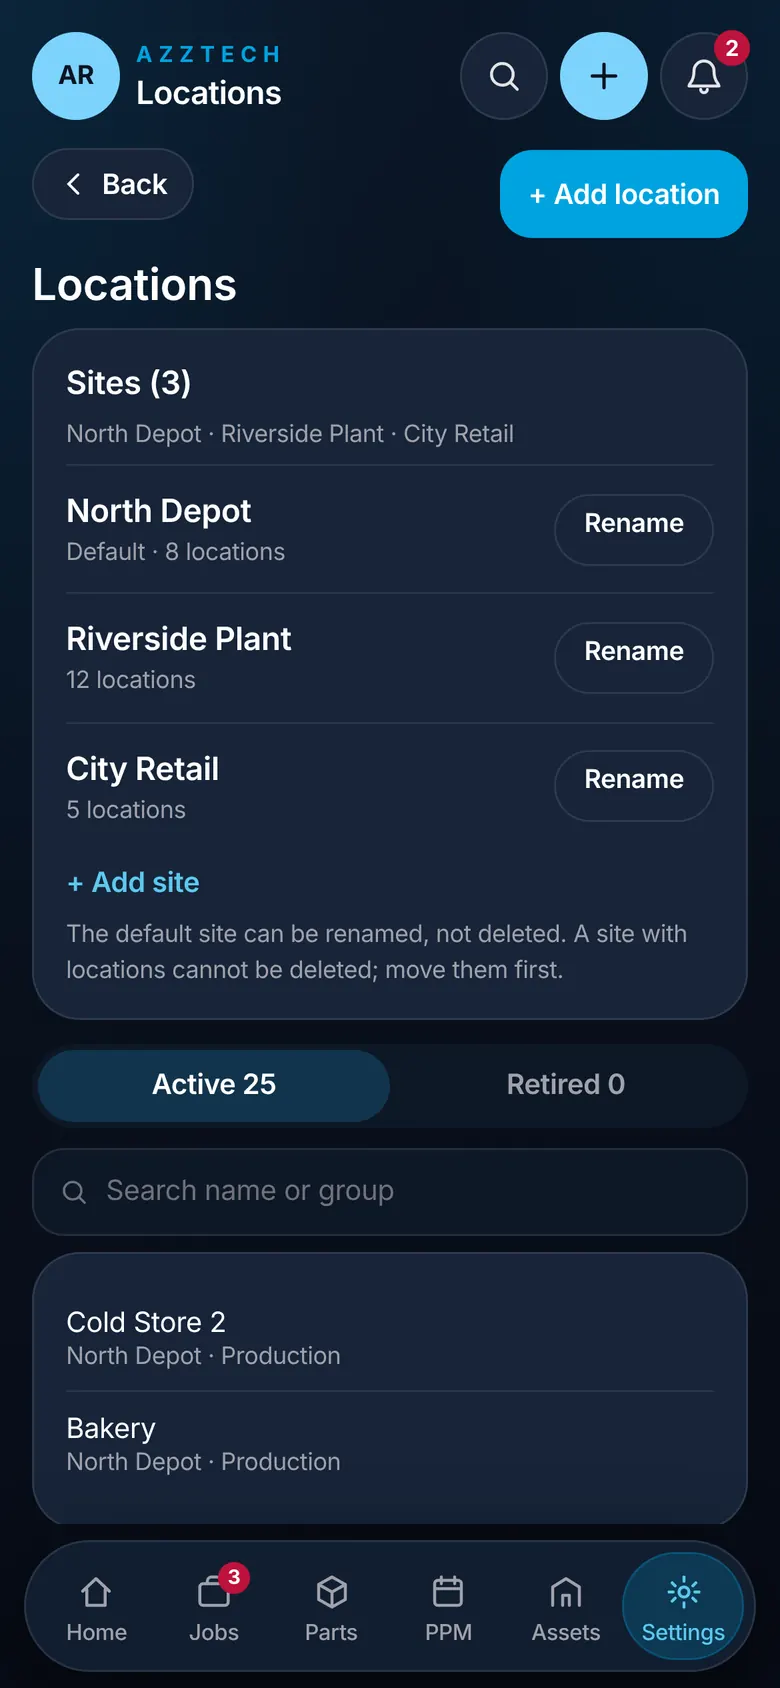 AR
AZZTECH
Locations
2
Back
+ Add location
Locations
Sites (3)
North Depot · Riverside Plant · City Retail
North Depot
Default · 8 locations
Rename
Riverside Plant
12 locations
Rename
City Retail
5 locations
Rename
+ Add site
The default site can be renamed, not deleted. A site with
locations cannot be deleted; move them first.
Active 25
Retired 0
Search name or group
Cold Store 2
North Depot · Production
Bakery
North Depot · Production
Home
3
Jobs
Parts
PPM
Assets
Settings